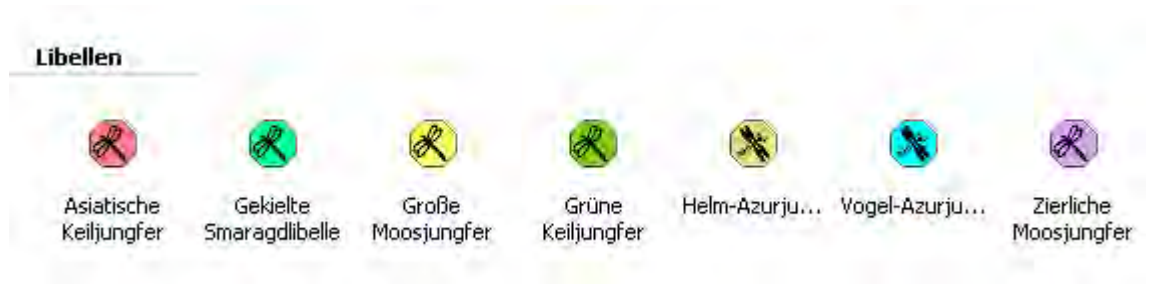 Libellen
Asiatische Gekielte Große Grüne Helm-Azurju... Vogel-Azurju... Zierliche
Keiljungfer Smaragdlibelle Moosjungfer Keiljungfer Moosjungfer